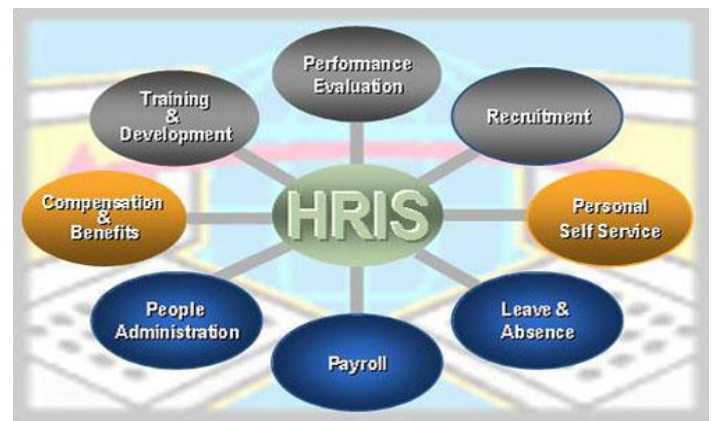 Performance
Evaluation
Training
&
Development
Recruitment
HRIS
Compensation
&
Benefits
Personal
Self Service
People
Administration
Leave &
Absence
Payroll